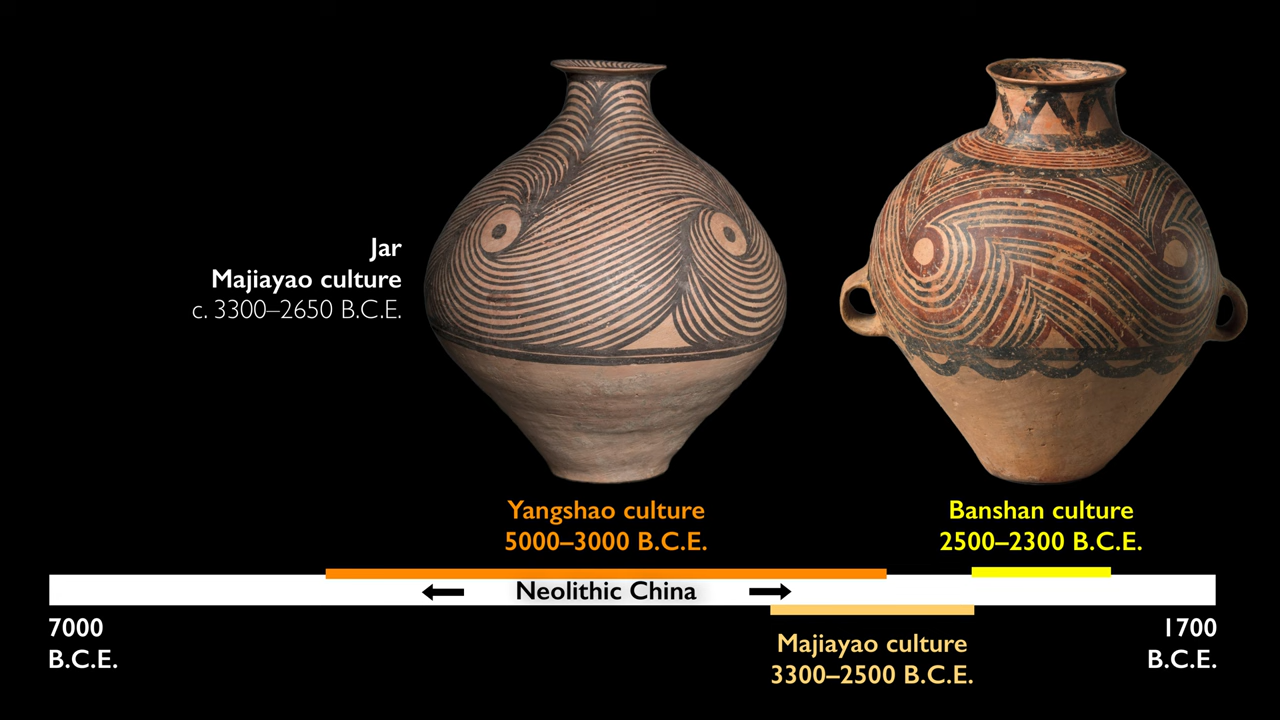 Jar
Majiayao culture
c. 3300–2650 B.C.E.
Yangshao culture
5000–3000 B.C.E.
Banshan culture
2500–2300 B.C.E.
Neolithic China
7000
B.C.E.
1700
B.C.E.
Majiayao culture
3300–2500 B.C.E.